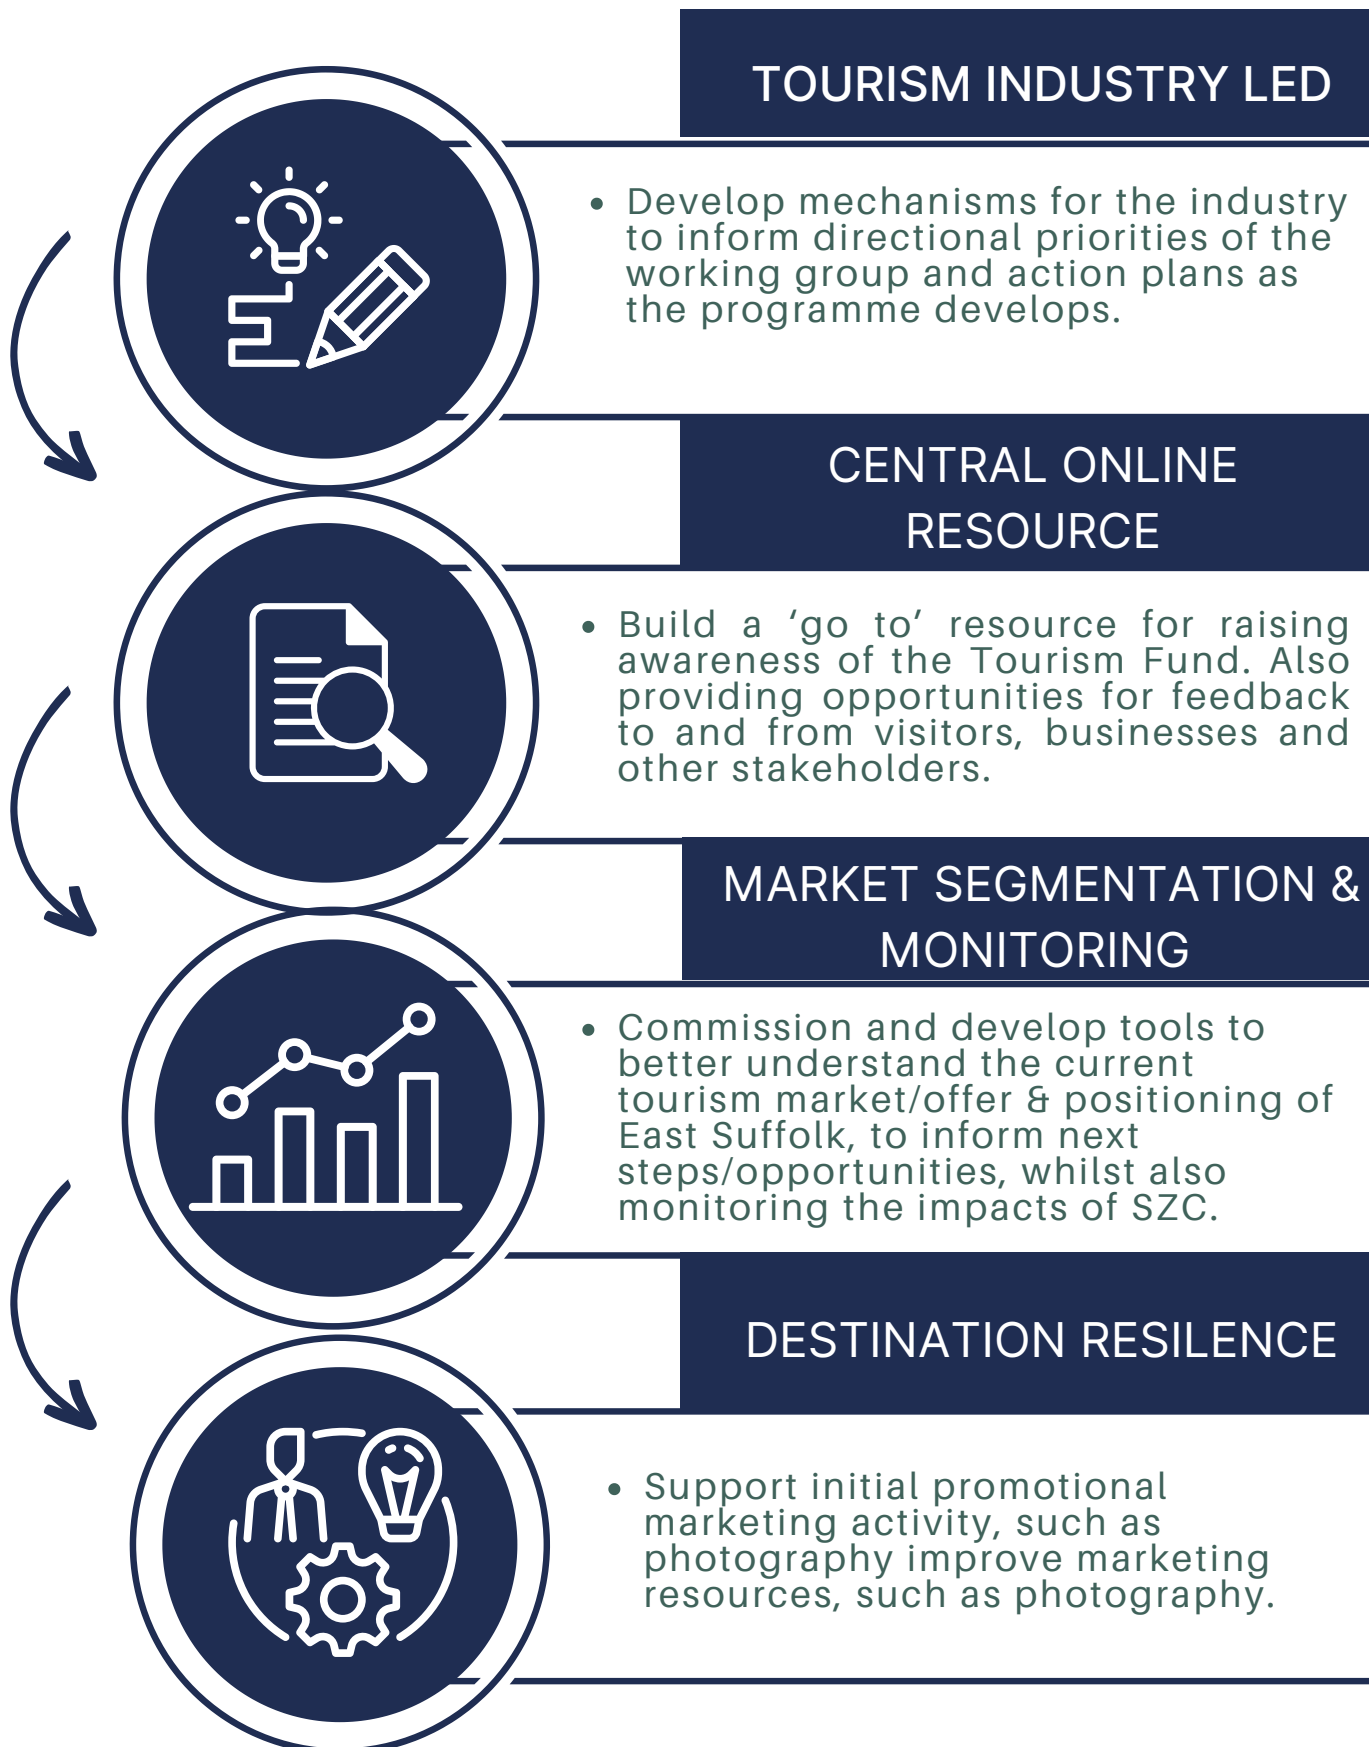 TOURISM INDUSTRY LED
• Develop mechanisms for the industry
to inform directional priorities of the
working group and action plans as
the programme develops.
CENTRAL ONLINE
RESOURCE
• Build a ‘go to’ resource for raising
awareness of the Tourism Fund. Also
providing opportunities for feedback
to and from visitors, businesses and
other stakeholders.
MARKET SEGMENTATION &
MONITORING
• Commission and develop tools to
better understand the current
tourism market/offer & positioning of
East Suffolk, to inform next
steps/opportunities, whilst also
monitoring the impacts of SZC.
DESTINATION RESILENCE
• Support initial promotional
marketing activity, such as
photography improve marketing
resources, such as photography.